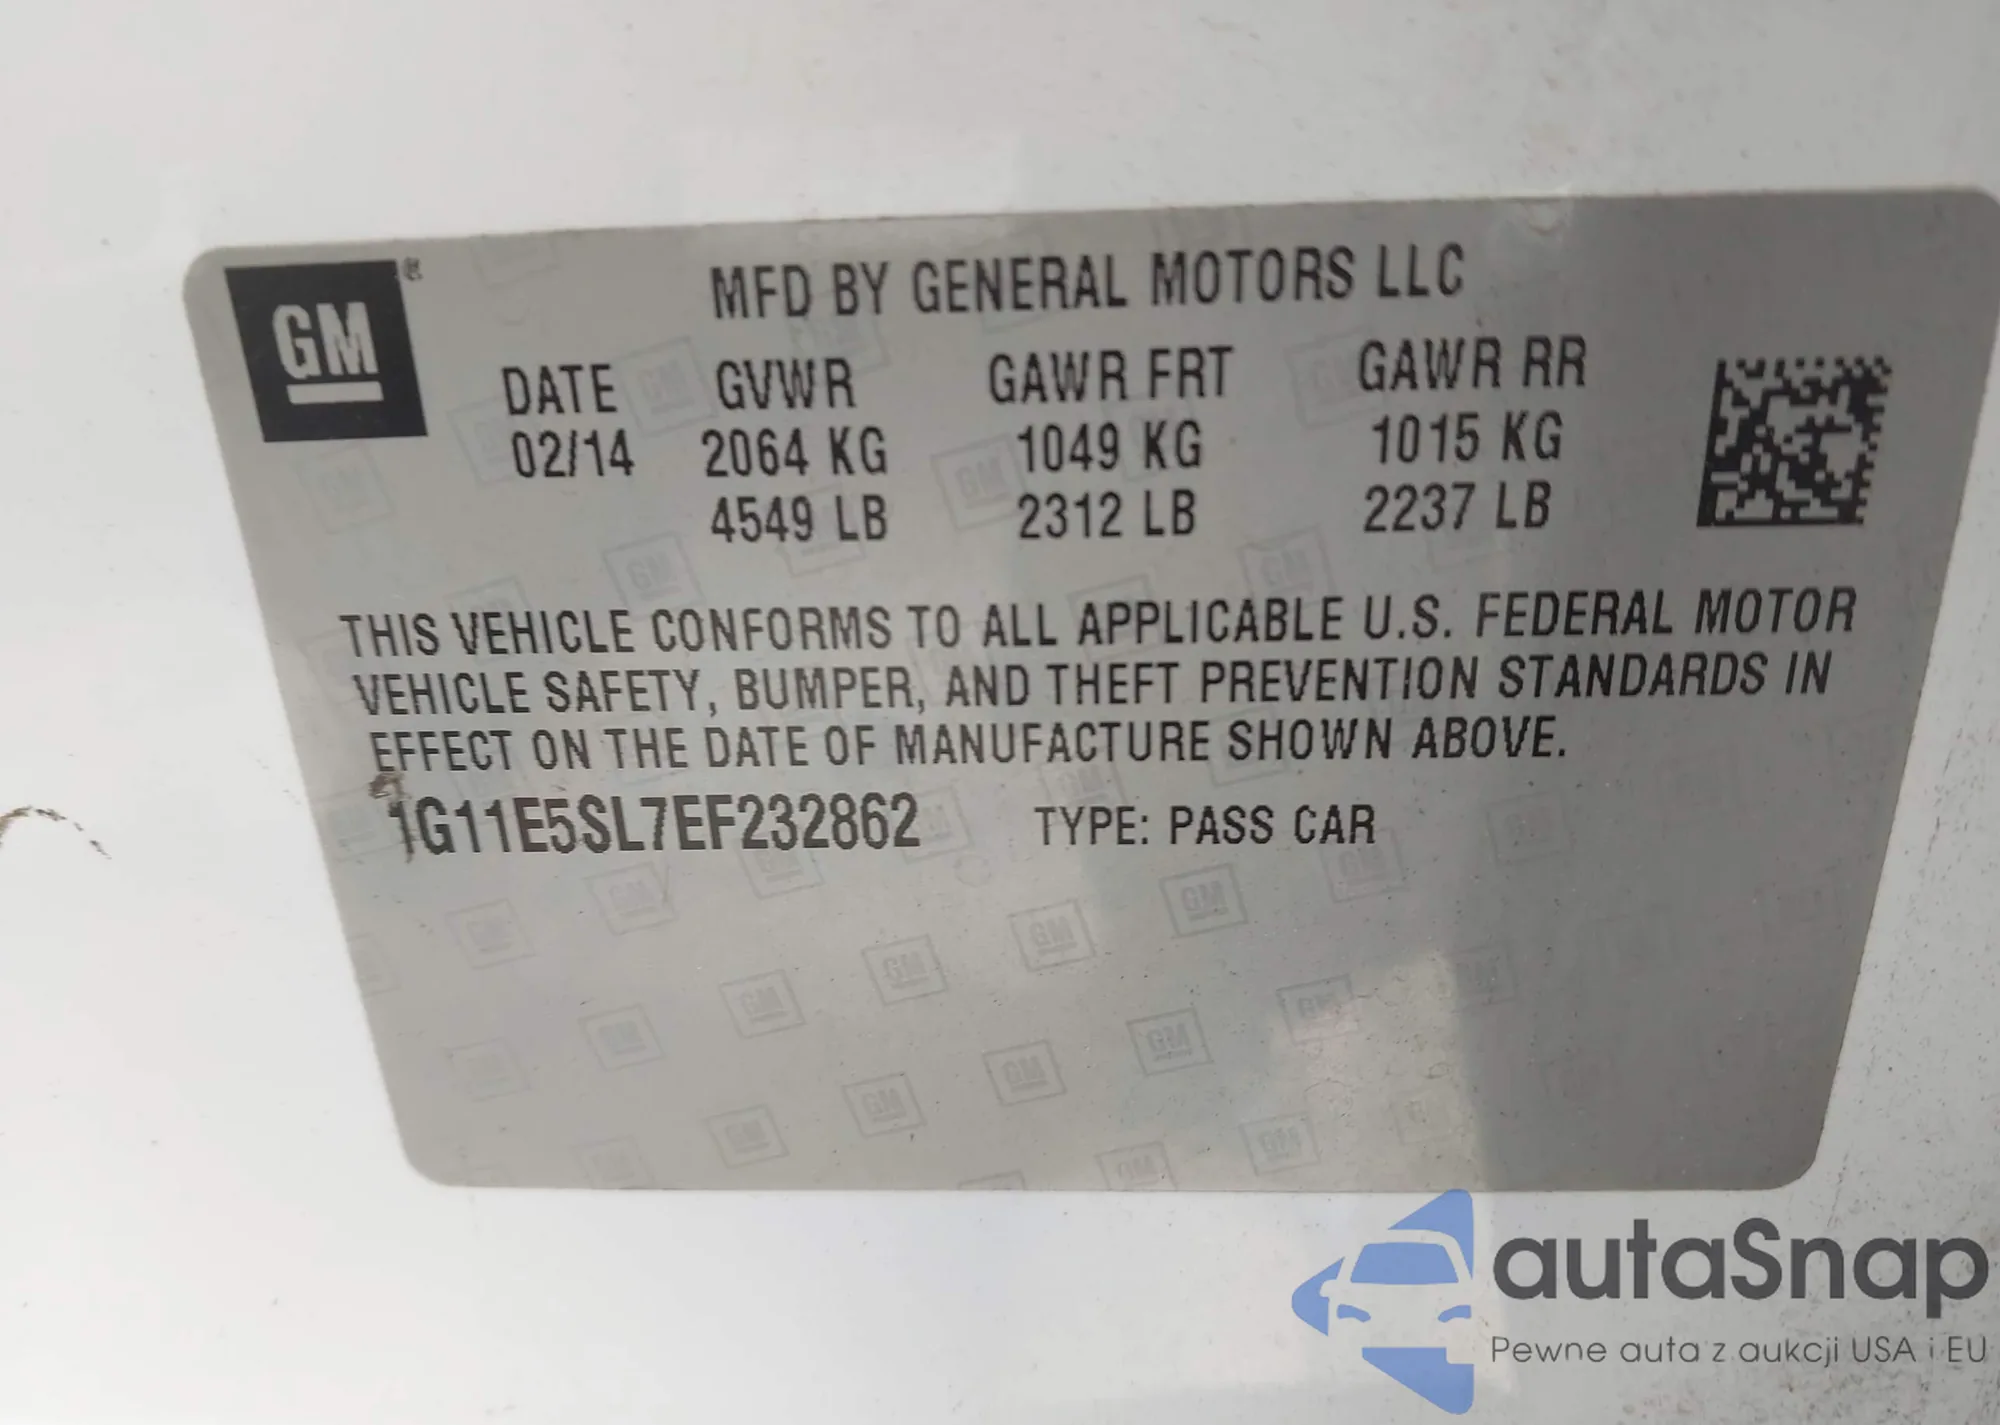 GM®
MFD BY GENERAL MOTORS LLC
DATE GVWR GAWR FRT GAWR RR
02/14 2064 KG 1049 KG 1015 KG
4549 LB 2312 LB 2237 LB
THIS VEHICLE CONFORMS TO ALL APPLICABLE U.S. FEDERAL MOTOR
VEHICLE SAFETY, BUMPER, AND THEFT PREVENTION STANDARDS IN
EFFECT ON THE DATE OF MANUFACTURE SHOWN ABOVE.
1G11E5SL7EF232862 TYPE: PASS CAR
autaSnap
Pewne auta z aukcji USA i EU